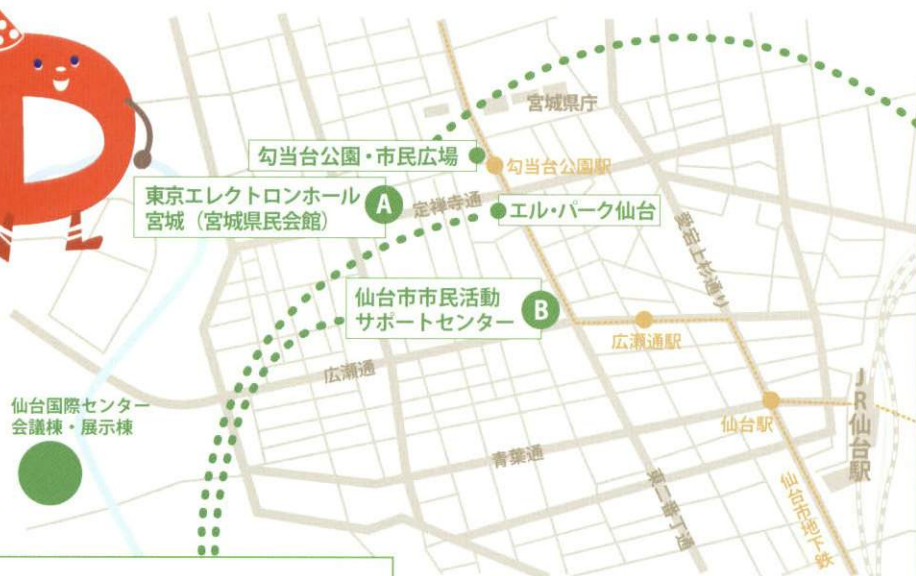 宮城県庁
勾当台公園・市民広場
勾当台公園駅
東京エレクトロンホール
宮城（宮城県民会館）
A
定禅寺通
エル・パーク仙台
愛宕上杉通り
仙台市市民活動
サポートセンター
B
広瀬通駅
広瀬通
JR仙台駅
仙台国際センター
会議棟・展示棟
仙台駅
青葉通
東二番丁通
仙台市地下鉄